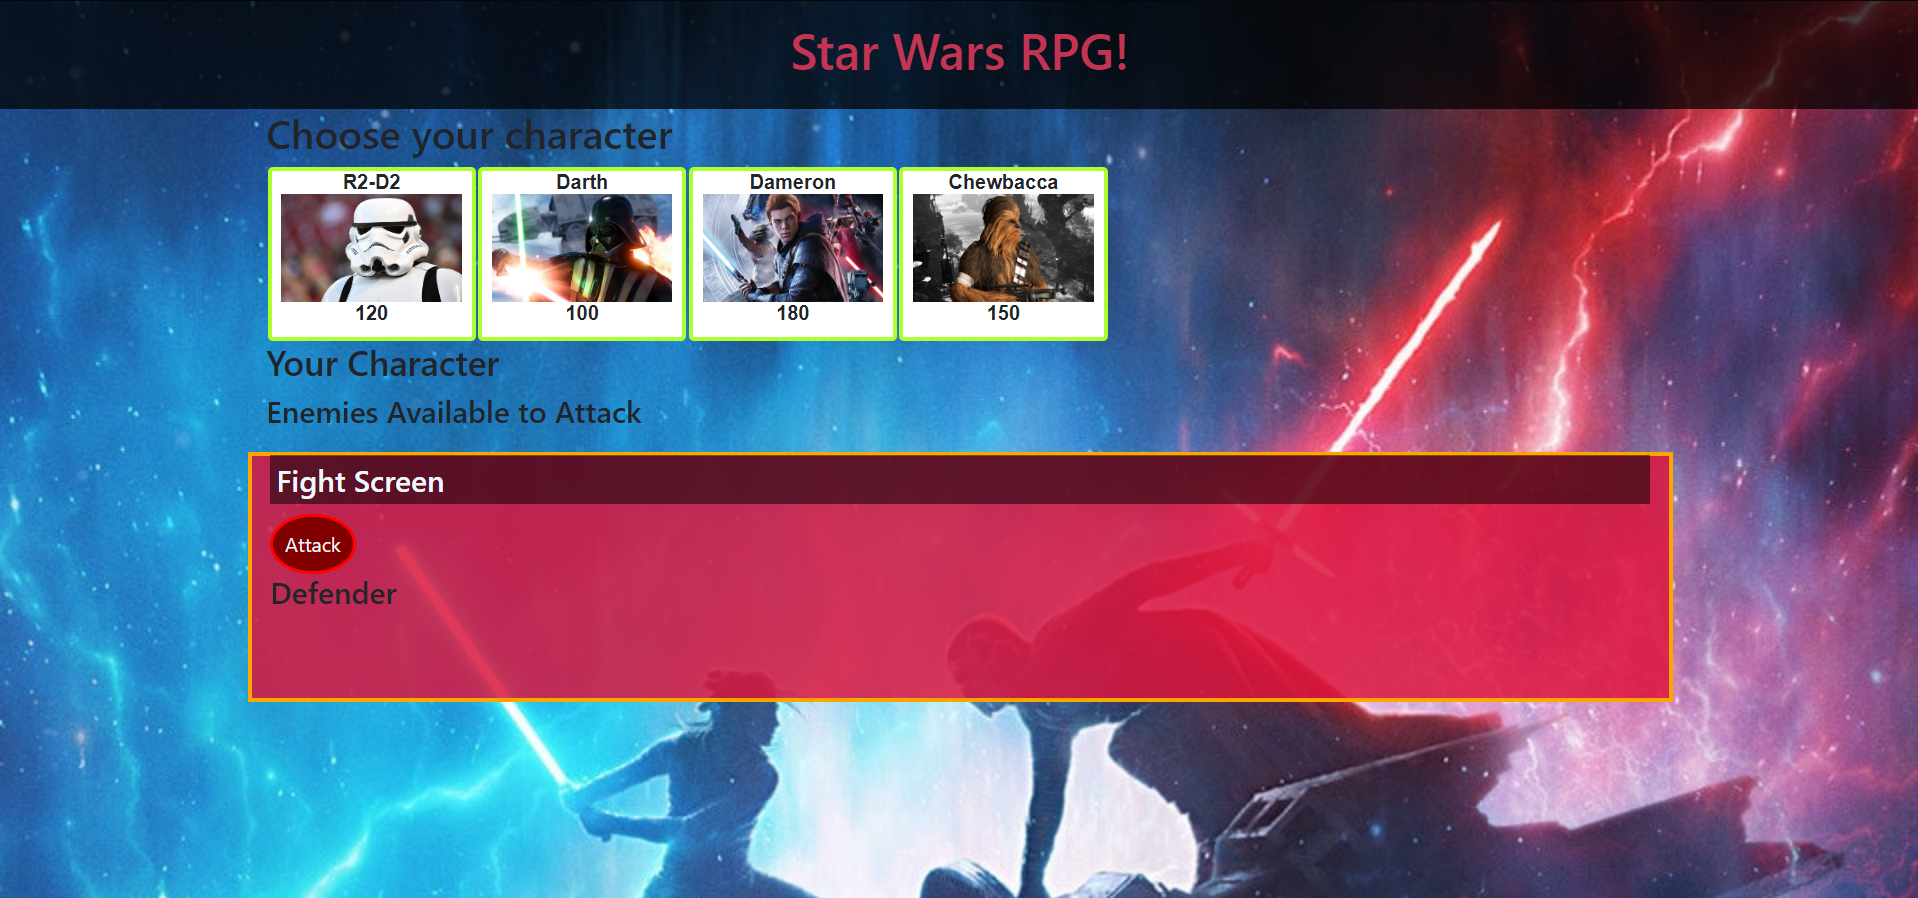 Star Wars RPG!
Choose your character
R2-D2
Darth
Dameron
Chewbacca
120
100
180
150
Your Character
Enemies Available to Attack
Fight Screen
Attack
Defender